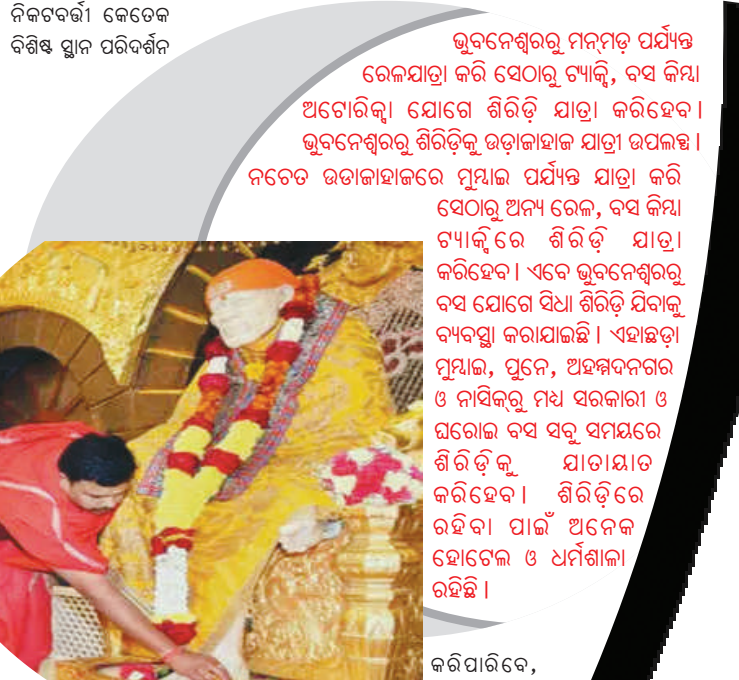 ନିକଟବର୍ତ୍ତୀ କେତେକ
ବିଶିଷ୍ଟ ସ୍ଥାନ ପରିଦର୍ଶନ
ଭୁବନେଶ୍ୱରରୁ ମନ୍‌ମଡ଼ ପର୍ଯ୍ୟନ୍ତ
ରେଳଯାତ୍ରା କରି ସେଠାରୁ ଟ୍ୟାକ୍ସି, ବସ କିମ୍ବା
ଅଟୋରିକ୍ସା ଯୋଗେ ଶିରିଡ଼ି ଯାତ୍ରା କରିହେବ।
ଭୁବନେଶ୍ୱରରୁ ଶିରିଡ଼ିକୁ ଉଡ଼ାଜାହାଜ ଯାତ୍ରୀ ଉପଲବ୍ଧ।
ନଚେତ ଉଡାଜାହାଜରେ ମୁମ୍ବାଇ ପର୍ଯ୍ୟନ୍ତ ଯାତ୍ରା କରି
ସେଠାରୁ ଅନ୍ୟ ରେଳ, ବସ କିମ୍ବା
ଟ୍ୟାକ୍ସିରେ ଶିରିଡ଼ି ଯାତ୍ରା
କରିହେବ। ଏବେ ଭୁବନେଶ୍ୱରରୁ
ବସ ଯୋଗେ ସିଧା ଶିରିଡ଼ି ଯିବାକୁ
ବ୍ୟବସ୍ଥା କରାଯାଇଛି। ଏହାଛଡ଼ା
ମୁମ୍ବାଇ, ପୁନେ, ଅହମ୍ମଦନଗର
ଓ ନାସିକ୍‌ରୁ ମଧ୍ୟ ସରକାରୀ ଓ
ଘରୋଇ ବସ ସବୁ ସମୟରେ
ଶିରିଡ଼ିକୁ ଯାତାୟାତ
କରିହେବ। ଶିରିଡ଼ିରେ
ରହିବା ପାଇଁ ଅନେକ
ହୋଟେଲ ଓ ଧର୍ମଶାଳା
ରହିଛି।
କରିପାରିବେ,